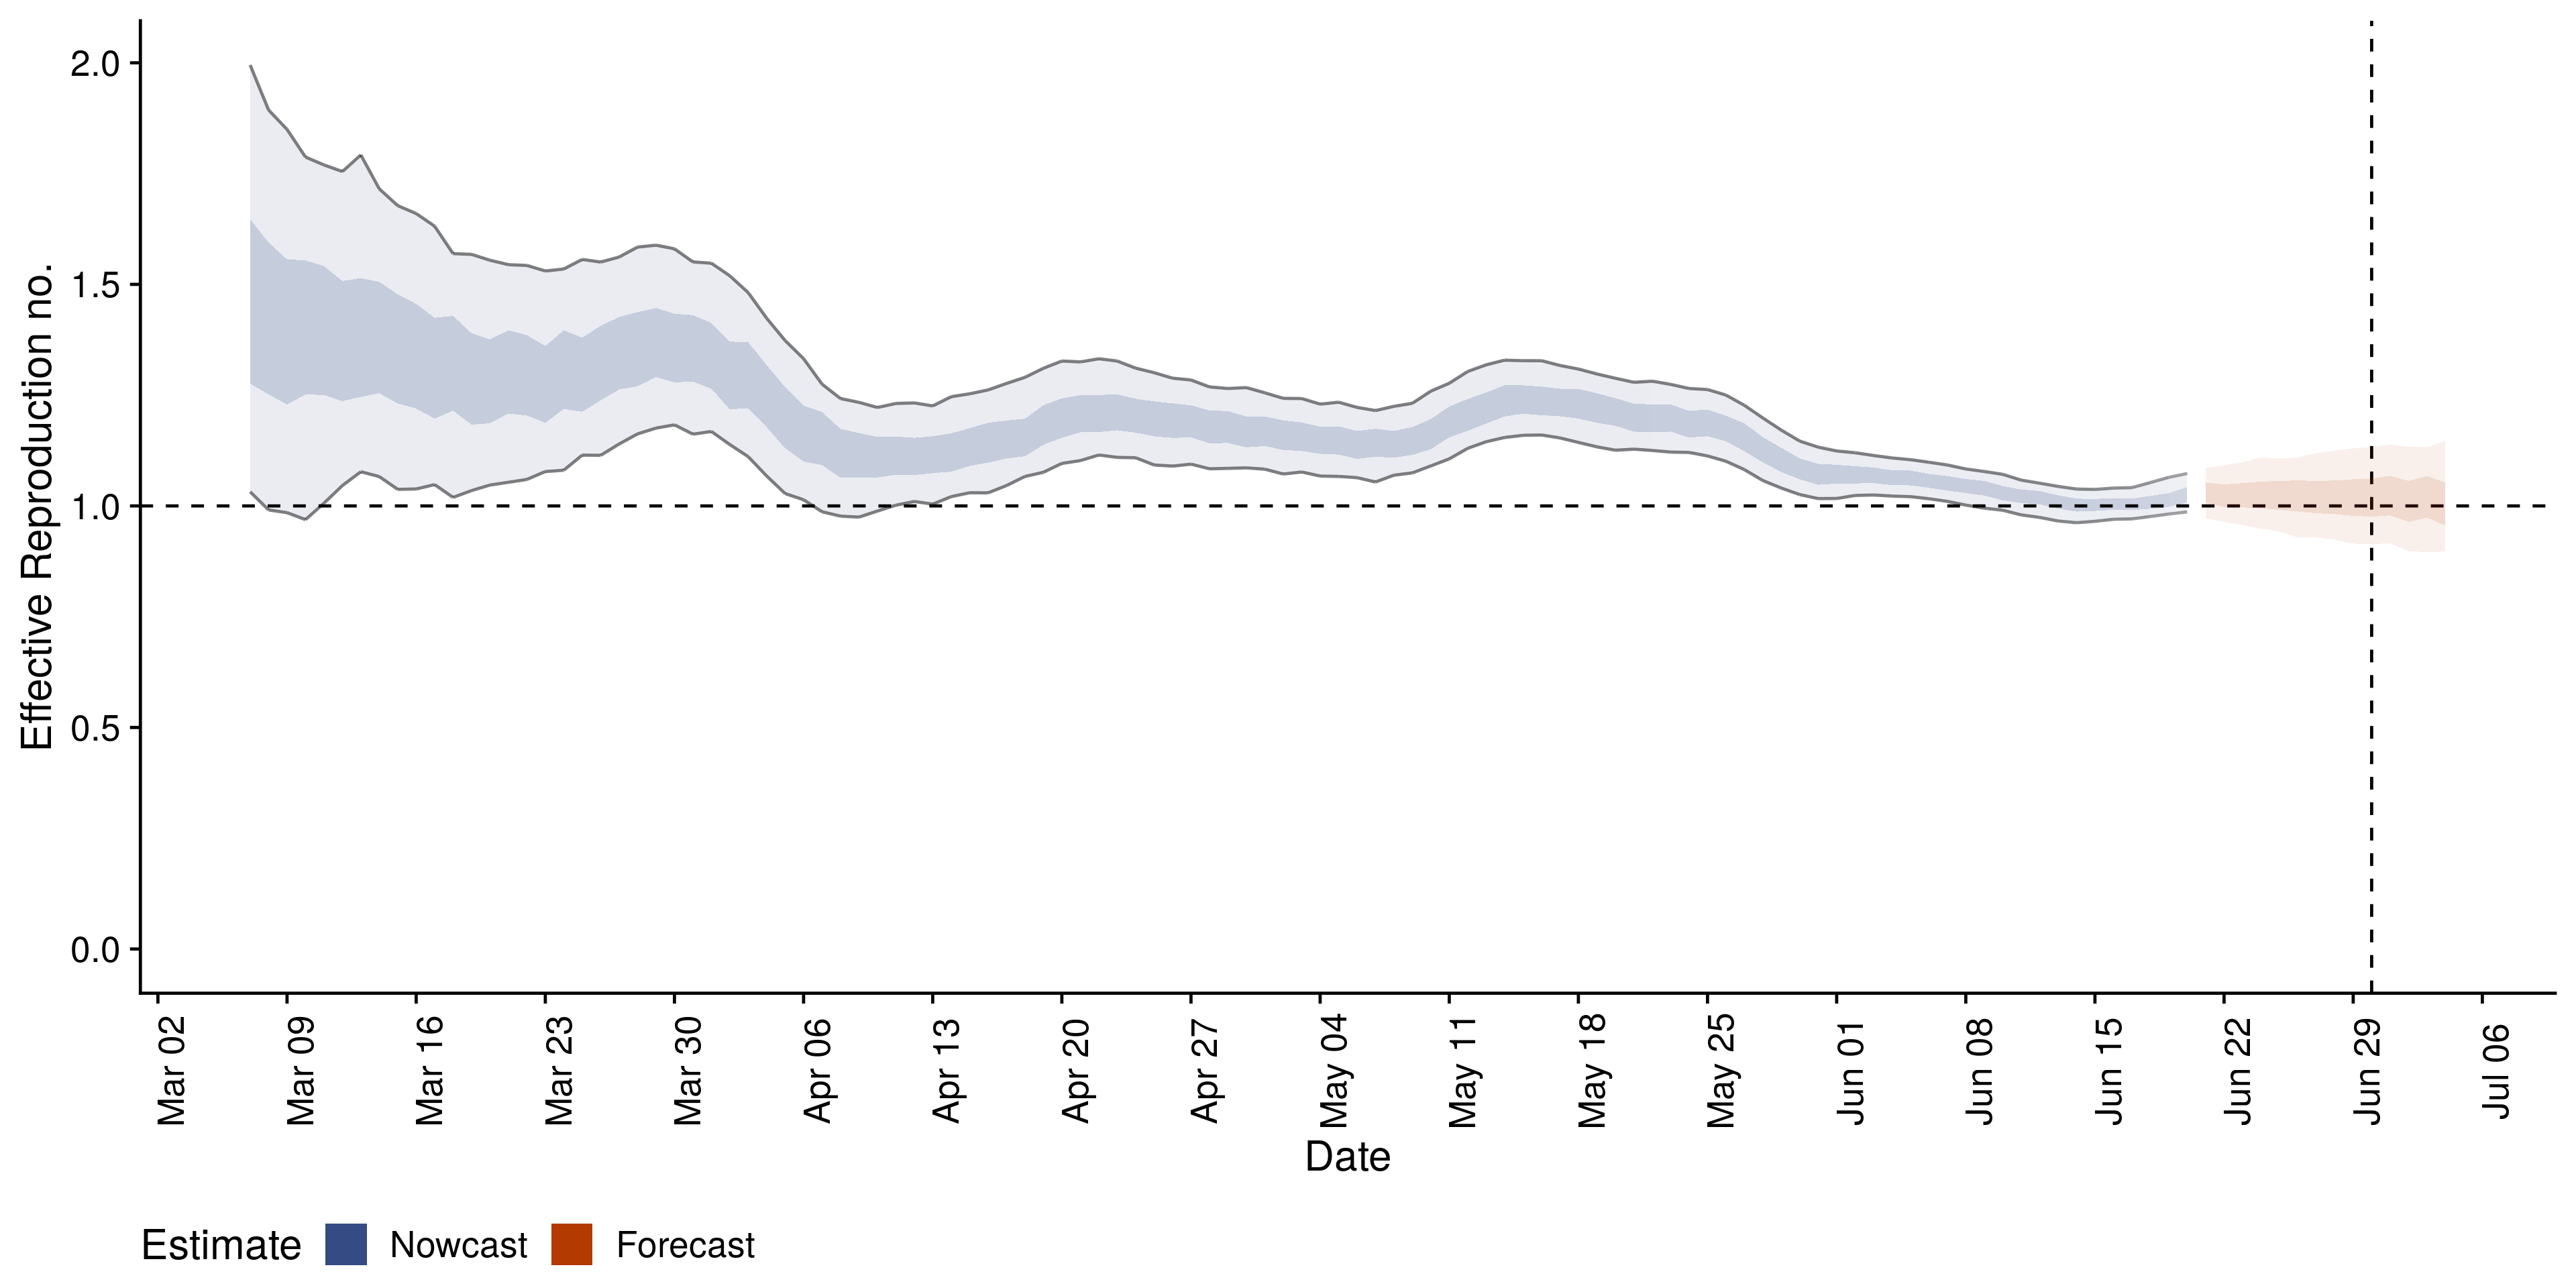 Effective Reproduction no.
2.0
1.5
1.0
0.5
0.0
Mar 02
Mar 09
Mar 16
Mar 23
Mar 30
Apr 06
Apr 13
Apr 20
Apr 27
May 04
May 11
May 18
May 25
Jun 01
Jun 08
Jun 15
Jun 22
Jun 29
Jul 06
Date
Estimate Nowcast Forecast